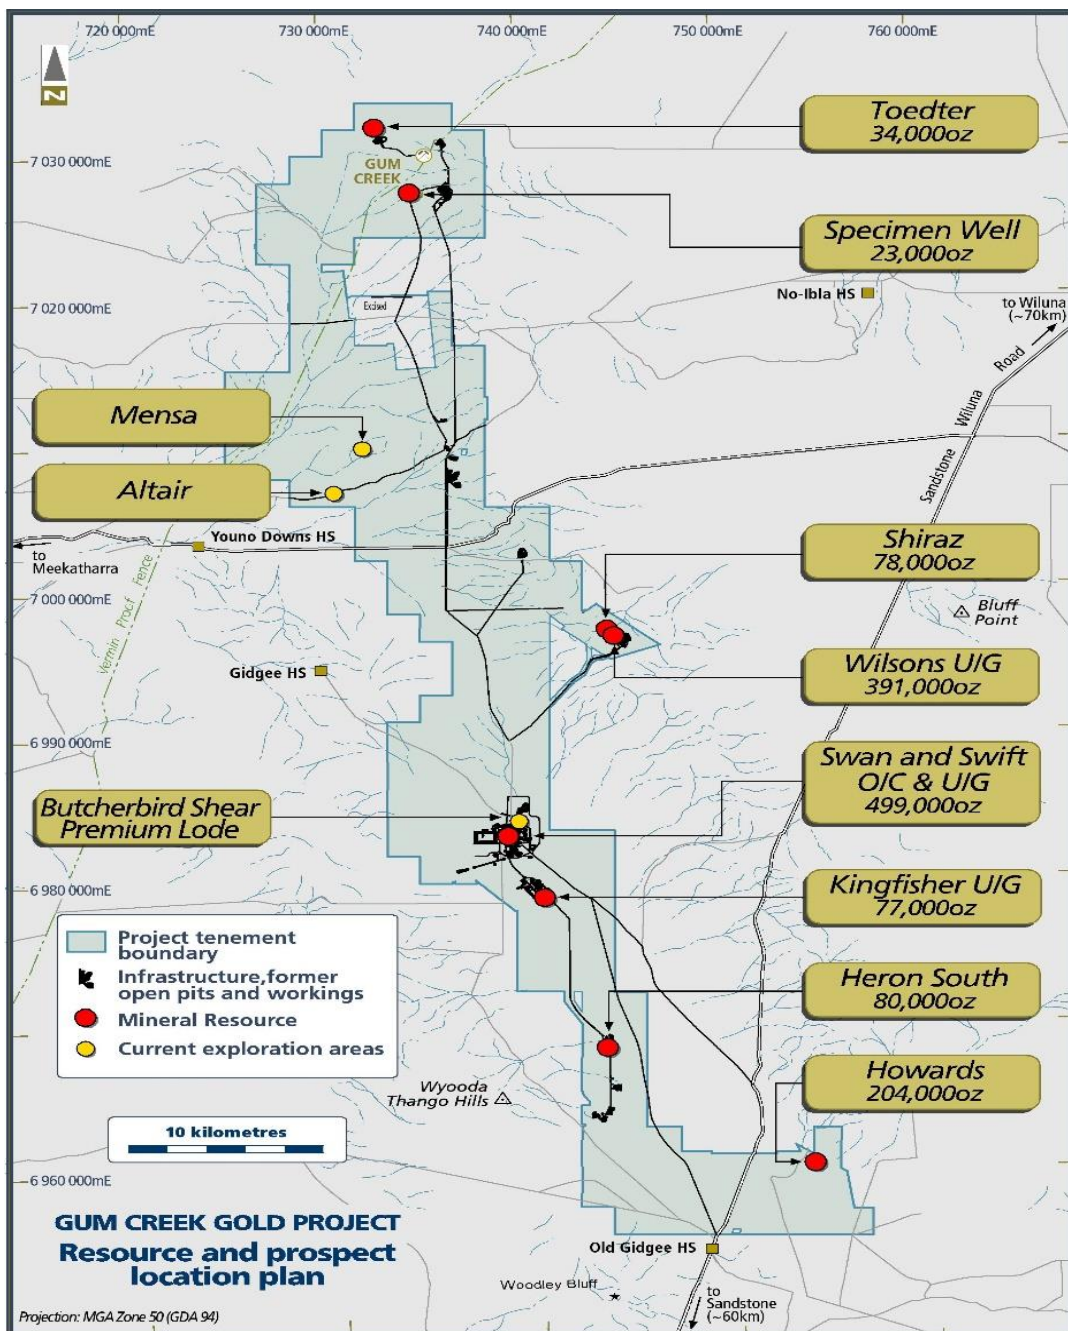 720 000mE
730 000mE
740 000mE
750 000mE
760 000mE
N
Toedter
34,000oz
7 030 000mE
GUM
CREEK
Specimen Well
23,000oz
No-Ibla HS
7 020 000mE
Excised
to Wiluna
(~70km)
Sandstone Wiluna Road
Mensa
Altair
Youno Downs HS
to
Meekatharra
Vermin Proof Fence
Shiraz
78,000oz
7 000 000mE
Bluff
Point
Gidgee HS
Wilsons U/G
391,000oz
6 990 000mE
Swan and Swift
O/C & U/G
499,000oz
Butcherbird Shear
Premium Lode
6 980 000mE
Kingfisher U/G
77,000oz
Project tenement
boundary
Infrastructure,former
open pits and workings
Mineral Resource
Current exploration areas
Heron South
80,000oz
Wyooda
Thango Hills
Howards
204,000oz
10 kilometres
6 960 000mE
GUM CREEK GOLD PROJECT
Resource and prospect
location plan
Old Gidgee HS
Woodley Bluff
to
Sandstone
(~60km)
Projection: MGA Zone 50 (GDA 94)